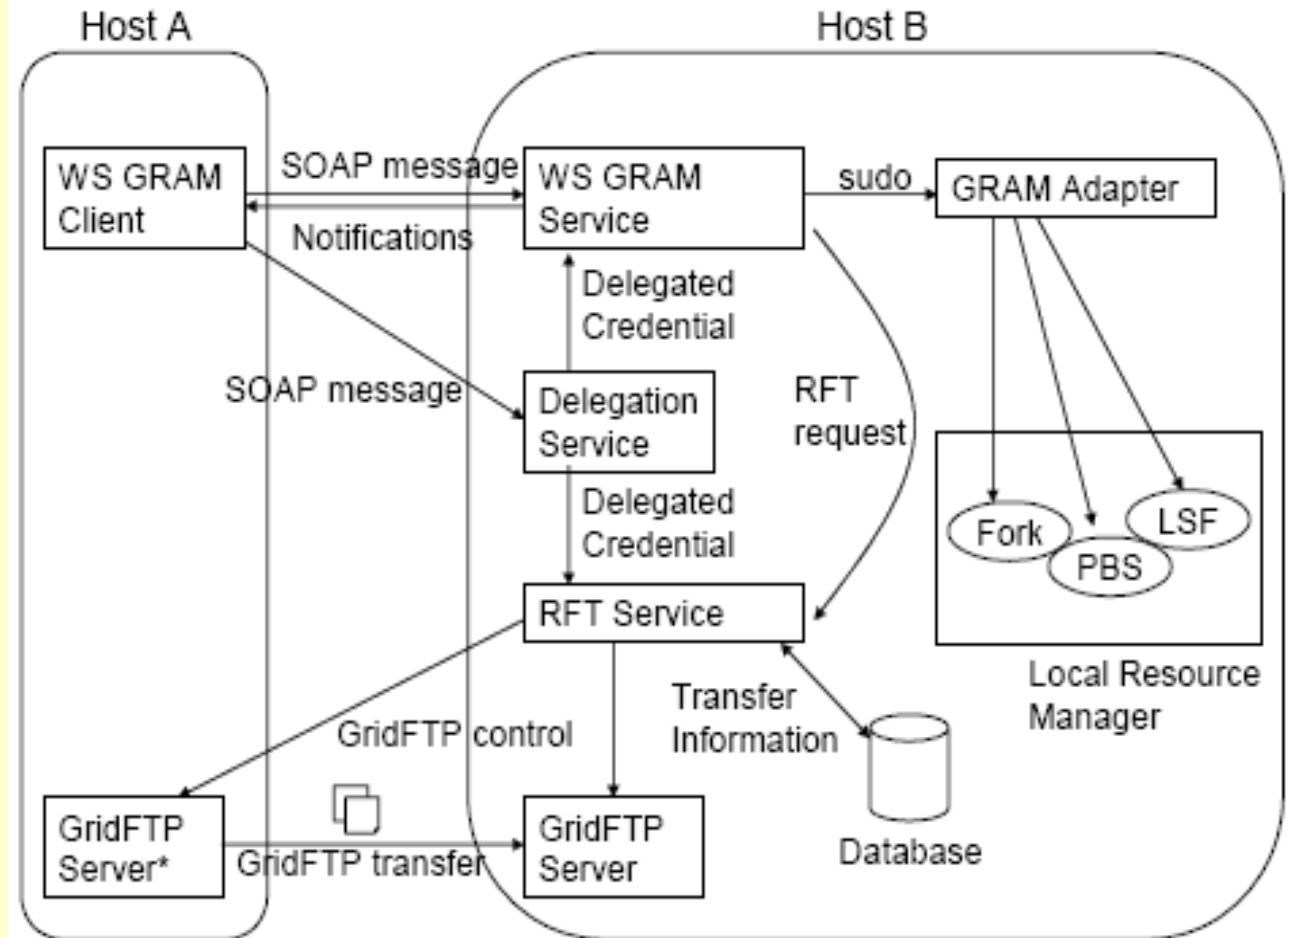 Host A
Host B
WS GRAM
Client
SOAP message
Notifications
WS GRAM
Service
sudo
GRAM Adapter
Delegated
Credential
SOAP message
Delegation
Service
RFT
request
Delegated
Credential
Fork
PBS
LSF
RFT Service
Local Resource
Manager
GridFTP control
Transfer
Information
GridFTP
Server*
GridFTP transfer
GridFTP
Server
Database